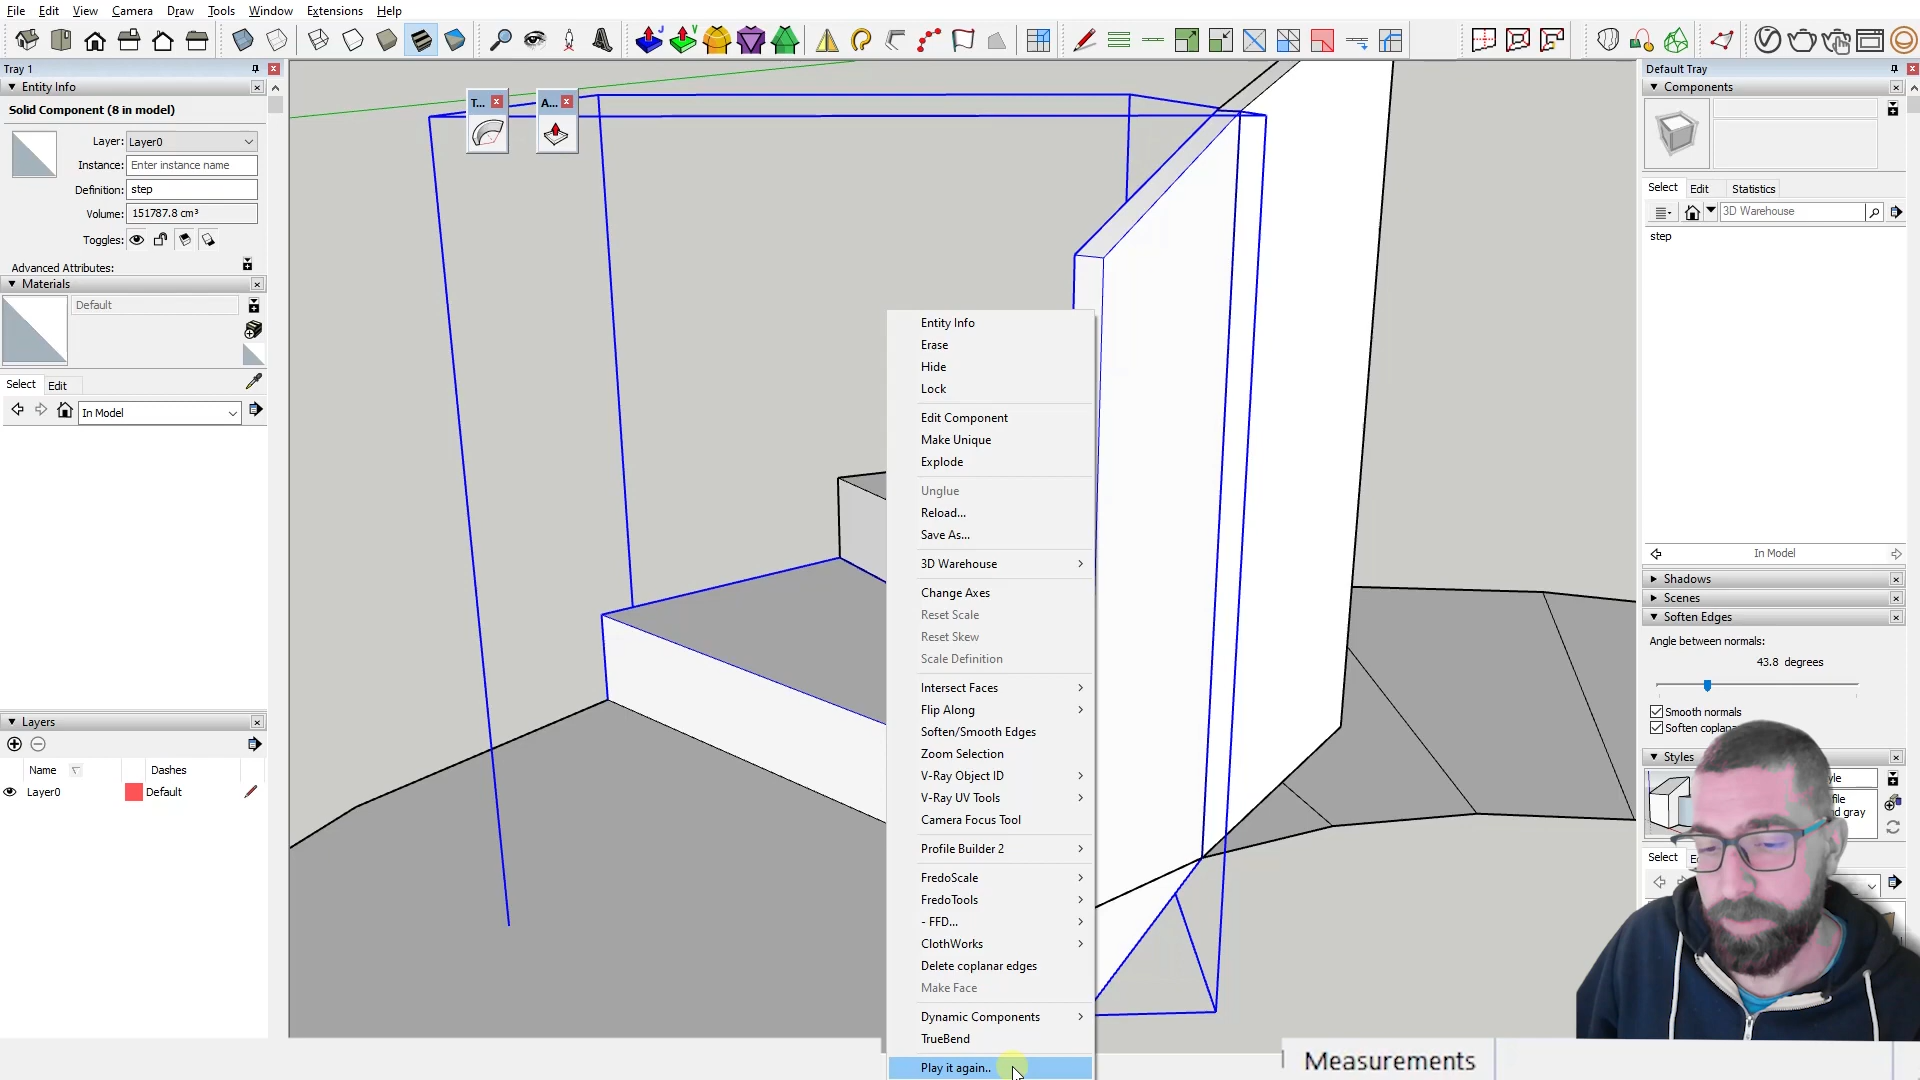 File Edit View Camera Draw Tools Window Extensions Help
Tray 1
Entity Info
Solid Component (8 in model)
Layer: Layer0
Instance: Enter instance name
Definition: step
Volume: 151787.8 cm³
Toggles:
Advanced Attributes:
Materials
Default
Select Edit
In Model
Layers
Name Dashes
Layer0 Default
T...
A...
Entity Info
Erase
Hide
Lock
Edit Component
Make Unique
Explode
Unglue
Reload...
Save As...
3D Warehouse
Change Axes
Reset Scale
Reset Skew
Scale Definition
Intersect Faces
Flip Along
Soften/Smooth Edges
Zoom Selection
V-Ray Object ID
V-Ray UV Tools
Camera Focus Tool
Profile Builder 2
FredoScale
FredoTools
- FFD...
ClothWorks
Delete coplanar edges
Make Face
Dynamic Components
TrueBend
Play it again..
Default Tray
Components
Select Edit Statistics
3D Warehouse
step
In Model
Shadows
Scenes
Soften Edges
Angle between normals:
43.8 degrees
Smooth normals
Soften coplana
Styles
Select
Measurements